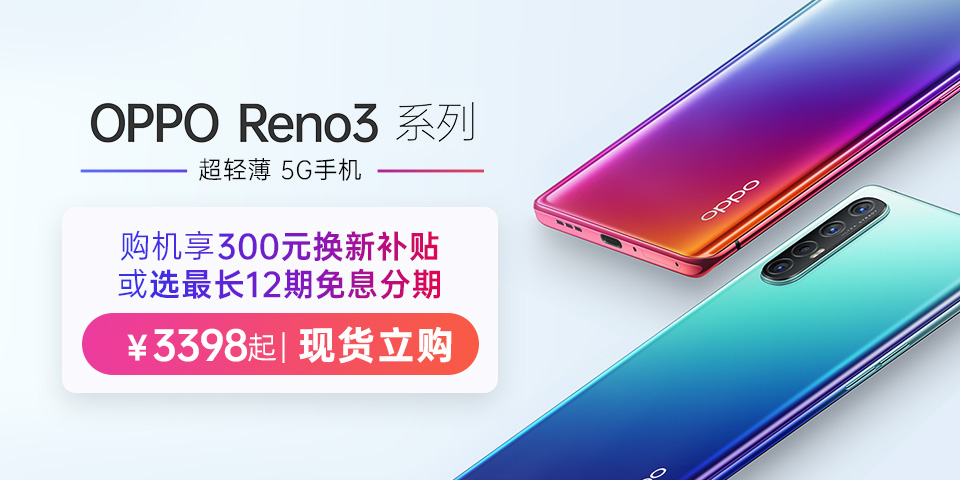 OPPO Reno3 系列
超轻薄 5G手机
购机享300元换新补贴
或选最长12期免息分期
¥3398起| 现货立购
oppo
oppo